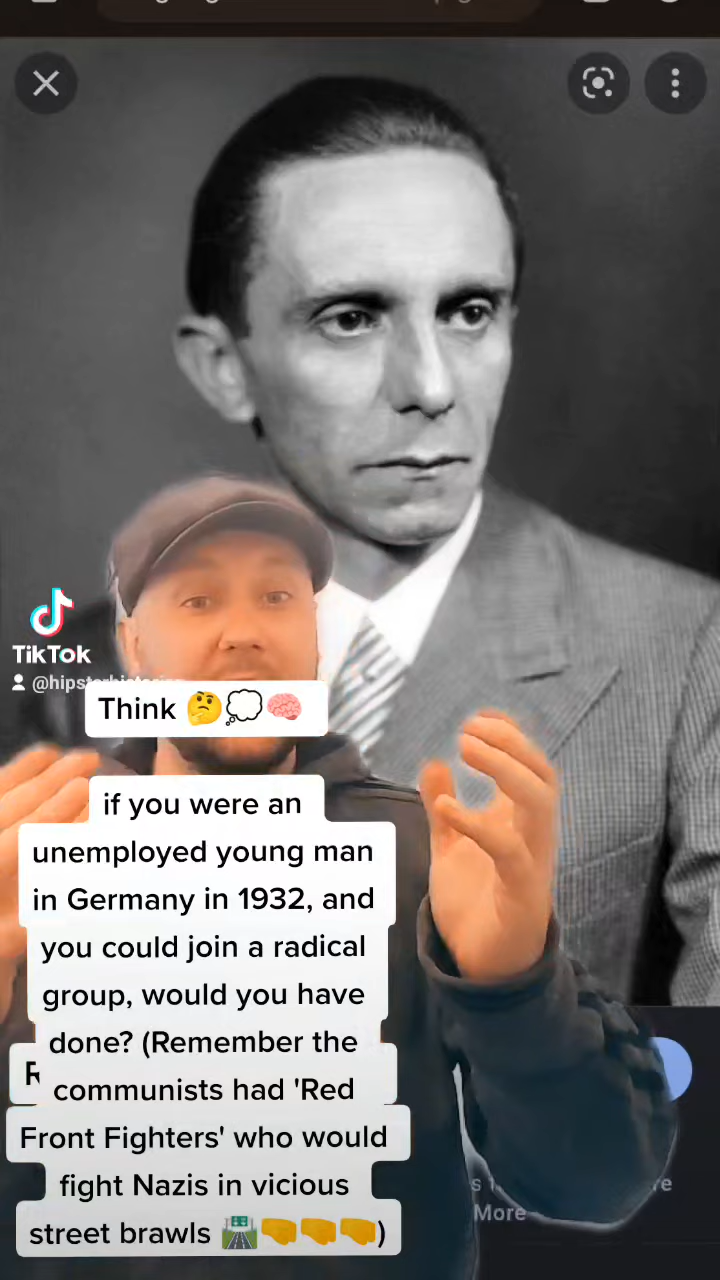 TikTok
Think 🤔💭🧠
if you were an
unemployed young man
in Germany in 1932, and
you could join a radical
group, would you have
done? (Remember the
communists had 'Red
Front Fighters' who would
fight Nazis in vicious
street brawls 🛣️🤜🤜🤜)
More